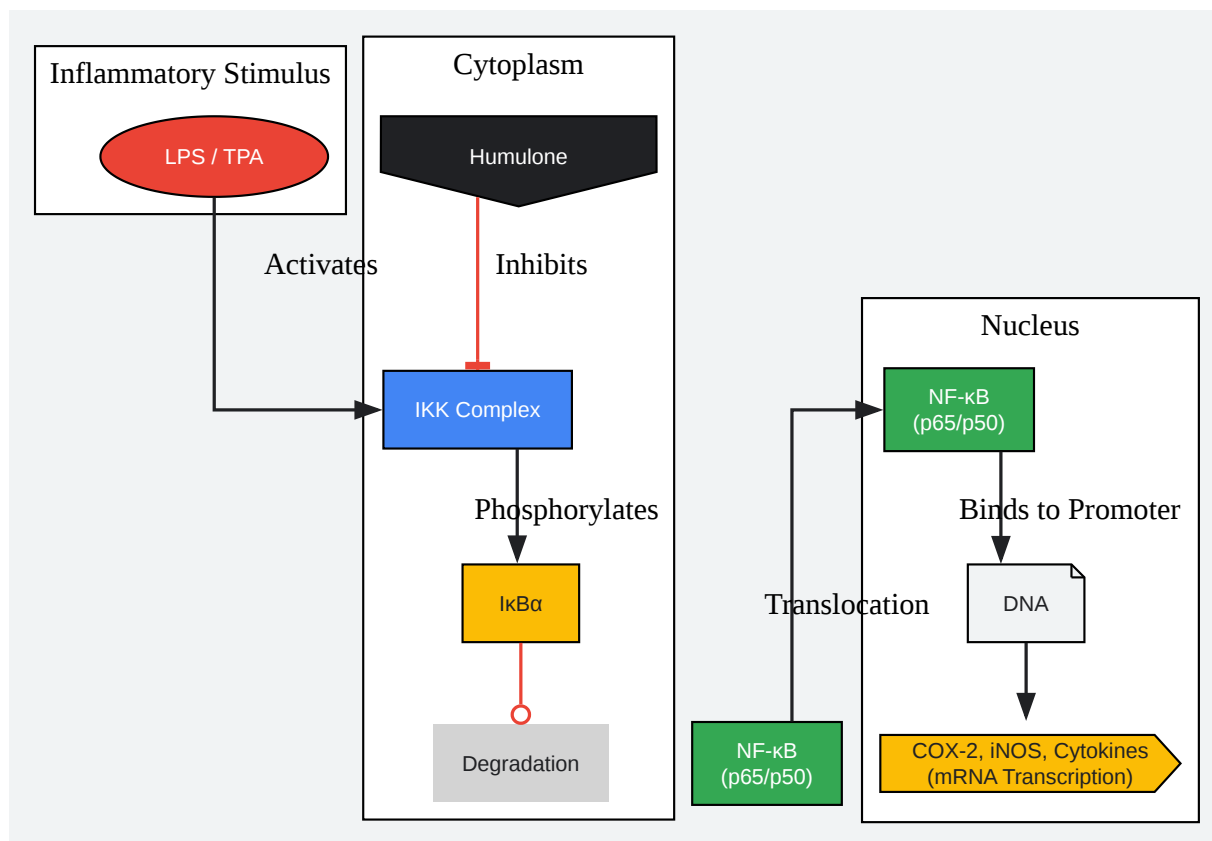 Inflammatory Stimulus
LPS / TPA
Activates
Cytoplasm
Humulone
Inhibits
IKK Complex
Phosphorylates
IκBα
Degradation
NF-κB
(p65/p50)
Translocation
Nucleus
NF-κB
(p65/p50)
Binds to Promoter
DNA
COX-2, iNOS, Cytokines
(mRNA Transcription)